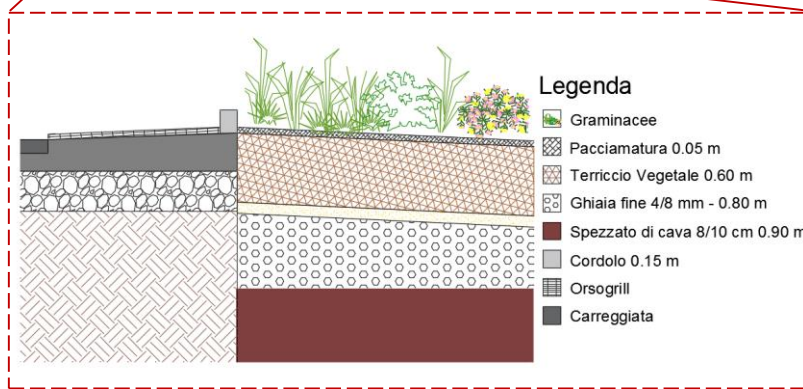 Legenda
Graminacee
Pacciamatura 0.05 m
Terriccio Vegetale 0.60 m
Ghiaia fine 4/8 mm - 0.80 m
Spezzato di cava 8/10 cm 0.90 m
Cordolo 0.15 m
Orsogrill
Carreggiata